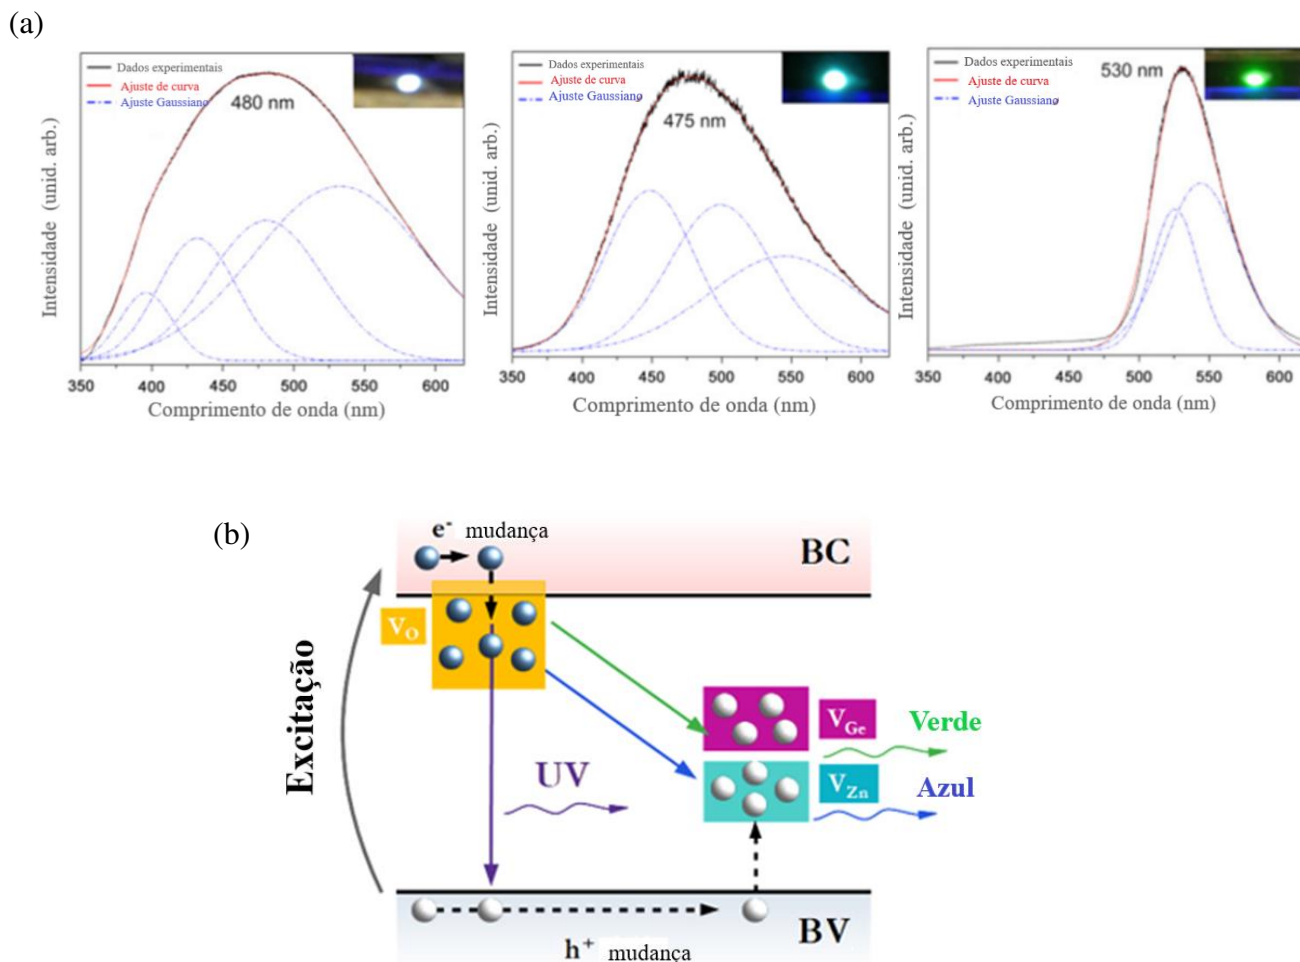 (a)
Dados experimentais
Ajuste de curva
Ajuste Gaussiano
480 nm
Intensidade (unid. arb.)
350 400 450 500 550 600
Comprimento de onda (nm)
Dados experimentais
Ajuste de curva
Ajuste Gaussiano
475 nm
Intensidade (unid. arb.)
350 400 450 500 550 600
Comprimento de onda (nm)
Dados experimentais
Ajuste de curva
Ajuste Gaussiano
530 nm
Intensidade (unid. arb.)
350 400 450 500 550 600
Comprimento de onda (nm)
(b)
e⁻ mudança
BC
V_O
Excitação
V_Ge
Verde
UV
V_Zn
Azul
BV
h⁺ mudança